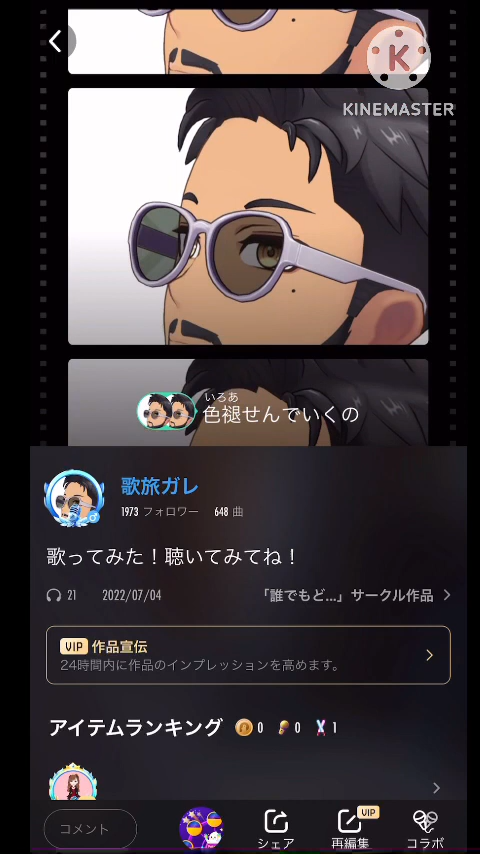 K
KINEMASTER
いろあ
色褪せんでいくの
歌旅ガレ
1973 フォロワー 648 曲
歌ってみた！聴いてみてね！
21 2022/07/04 「誰でもど...」サークル作品
VIP 作品宣伝
24時間内に作品のインプレッションを高めます。
アイテムランキング 0 0 1
コメント
シェア
VIP
再編集
コラボ